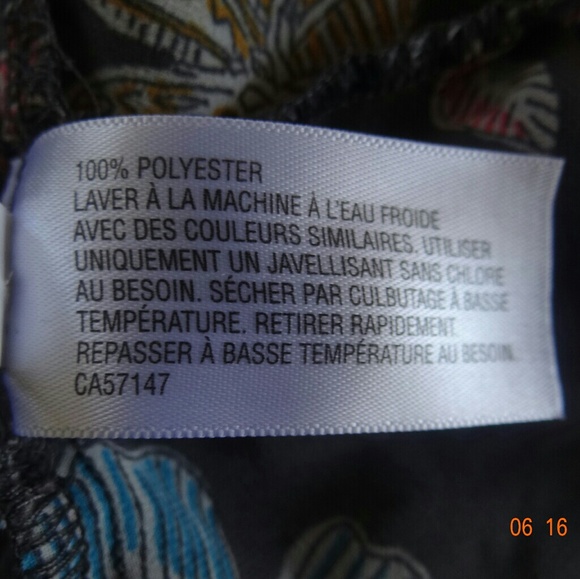 100% POLYESTER
LAVER À LA MACHINE À L'EAU FROIDE
AVEC DES COULEURS SIMILAIRES. UTILISER
UNIQUEMENT UN JAVELLISANT SANS CHLORE
AU BESOIN. SÉCHER PAR CULBUTAGE À BASSE
TEMPÉRATURE. RETIRER RAPIDEMENT
REPASSER À BASSE TEMPÉRATURE AU BESOIN.
CA57147
06 16